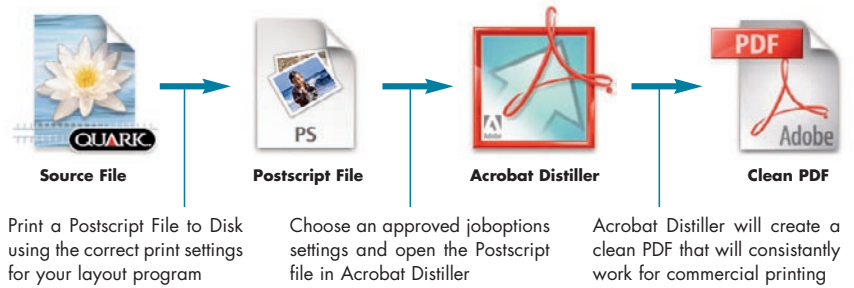 QUARK
PS
Adobe
PDF
Adobe
Source File
Postscript File
Acrobat Distiller
Clean PDF
Print a Postscript File to Disk
using the correct print settings
for your layout program
Choose an approved joboptions
settings and open the Postscript
file in Acrobat Distiller
Acrobat Distiller will create a
clean PDF that will consistantly
work for commercial printing